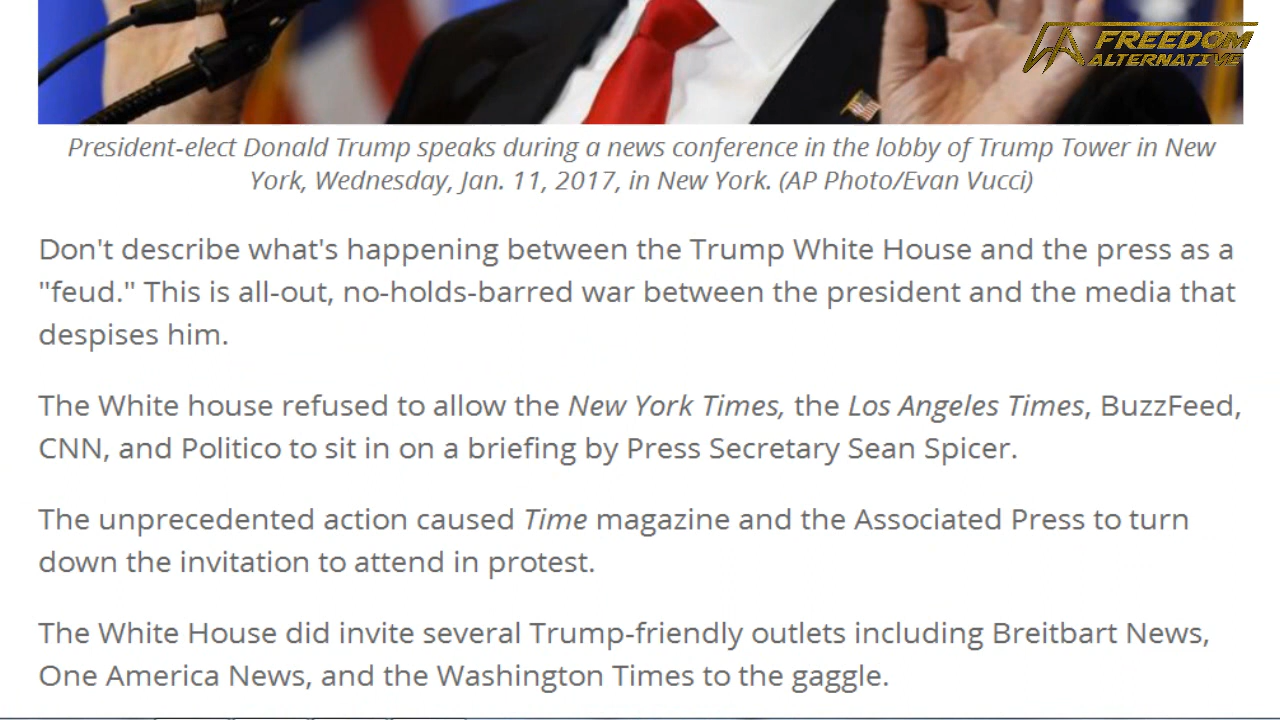 FREEDOM
ALTERNATIVE
President-elect Donald Trump speaks during a news conference in the lobby of Trump Tower in New
York, Wednesday, Jan. 11, 2017, in New York. (AP Photo/Evan Vucci)
Don't describe what's happening between the Trump White House and the press as a
"feud." This is all-out, no-holds-barred war between the president and the media that
despises him.
The White house refused to allow the New York Times, the Los Angeles Times, BuzzFeed,
CNN, and Politico to sit in on a briefing by Press Secretary Sean Spicer.
The unprecedented action caused Time magazine and the Associated Press to turn
down the invitation to attend in protest.
The White House did invite several Trump-friendly outlets including Breitbart News,
One America News, and the Washington Times to the gaggle.